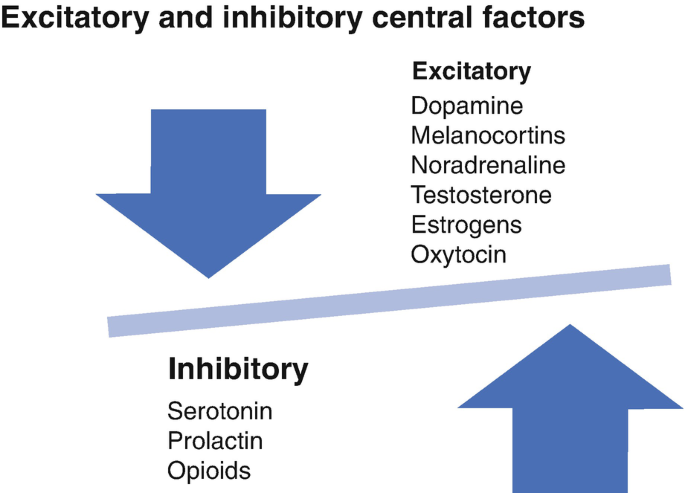 Excitatory and inhibitory central factors
Excitatory
Dopamine
Melanocortins
Noradrenaline
Testosterone
Estrogens
Oxytocin
Inhibitory
Serotonin
Prolactin
Opioids